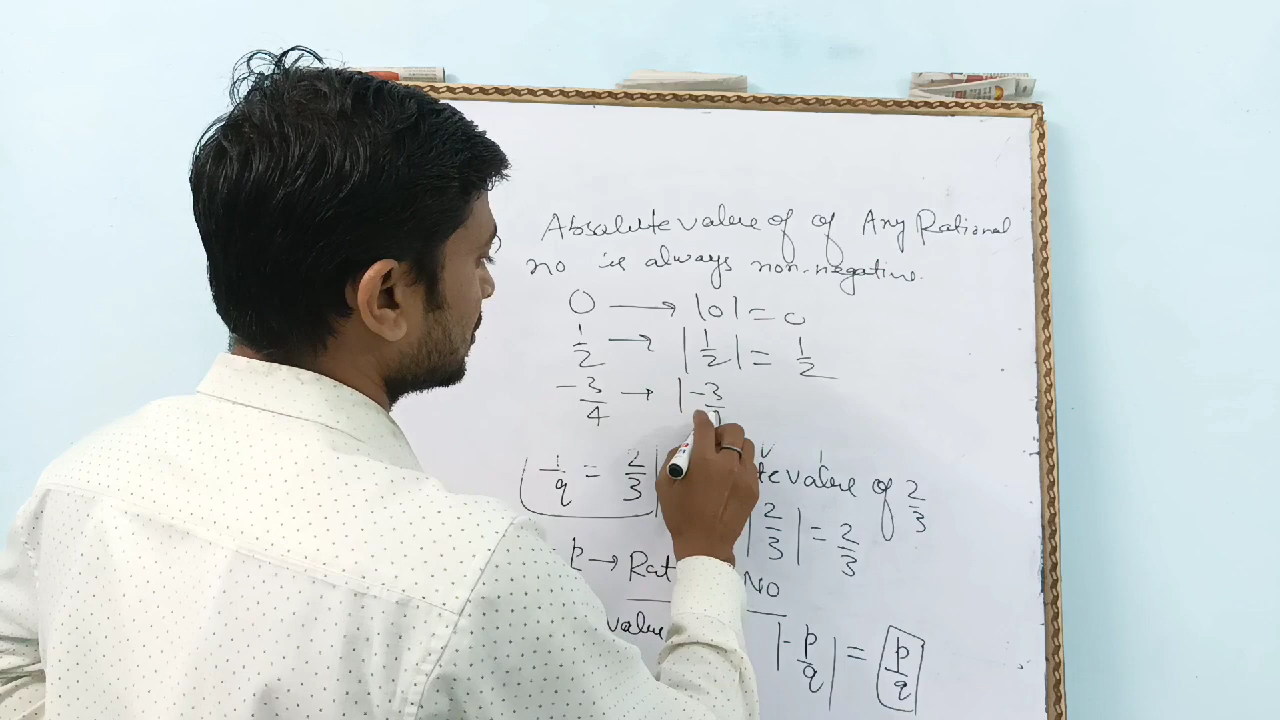 Absolute value of of Any Rational
no is always non-negative.
0 → |0| = 0
1/2 → |1/2| = 1/2
-3/4 → |-3/
1/q = 2/3
te value of 2/3
|2/3| = 2/3
p → Rat No
value
|-p/q| = p/q